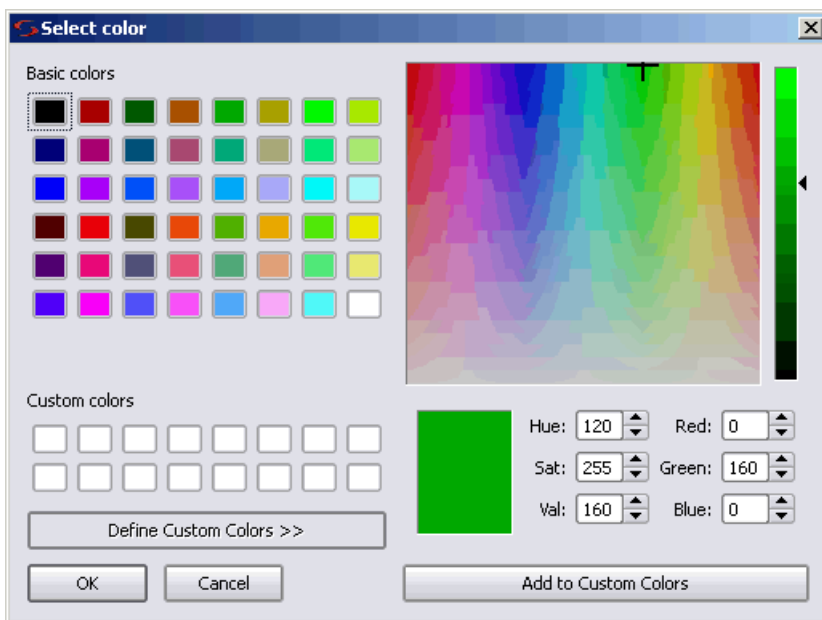 Select color
Basic colors
Custom colors
Hue: 120 Red: 0
Sat: 255 Green: 160
Val: 160 Blue: 0
Define Custom Colors >>
OK Cancel Add to Custom Colors